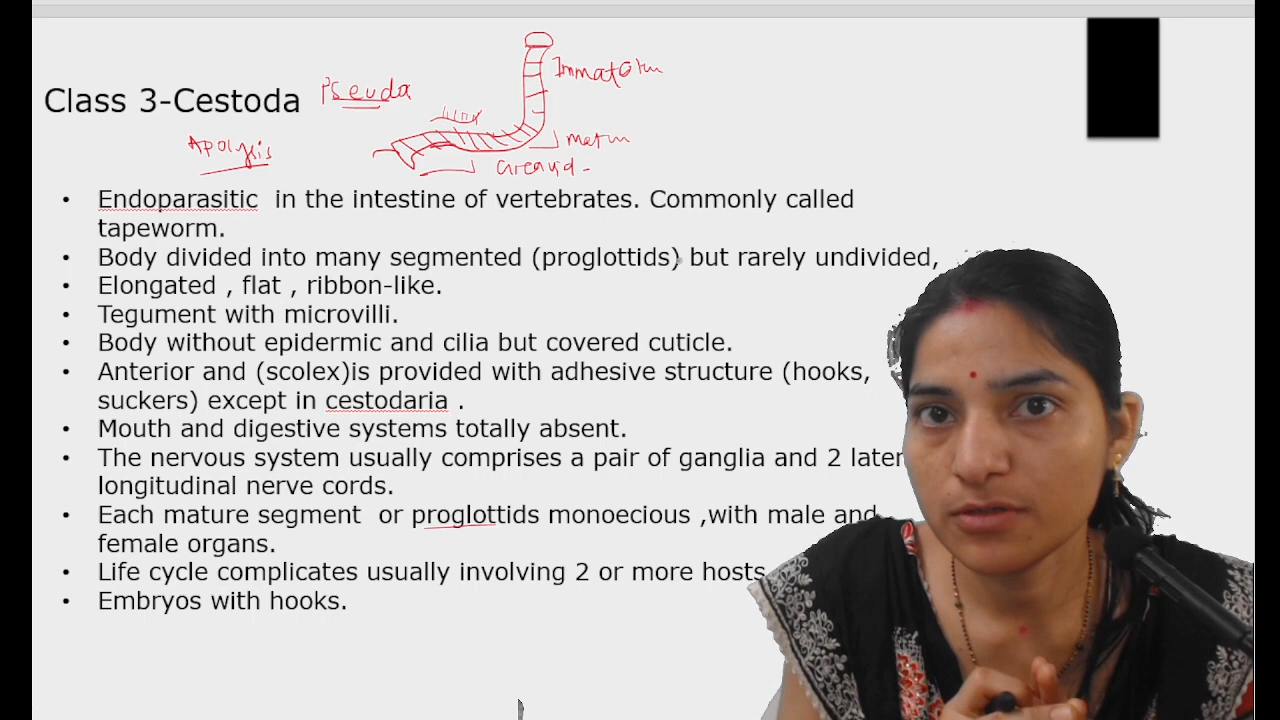 Immature
Pseuda
Class 3-Cestoda
Apolysis
Endoparasitic in the intestine of vertebrates. Commonly called
tapeworm.
• Body divided into many segmented (proglottids) but rarely undivided,
• Elongated , flat , ribbon-like.
• Tegument with microvilli.
• Body without epidermic and cilia but covered cuticle.
• Anterior and (scolex)is provided with adhesive structure (hooks,
suckers) except in cestodaria .
• Mouth and digestive systems totally absent.
• The nervous system usually comprises a pair of ganglia and 2 later
longitudinal nerve cords.
• Each mature segment or proglottids monoecious ,with male and
female organs.
• Life cycle complicates usually involving 2 or more hosts
• Embryos with hooks.